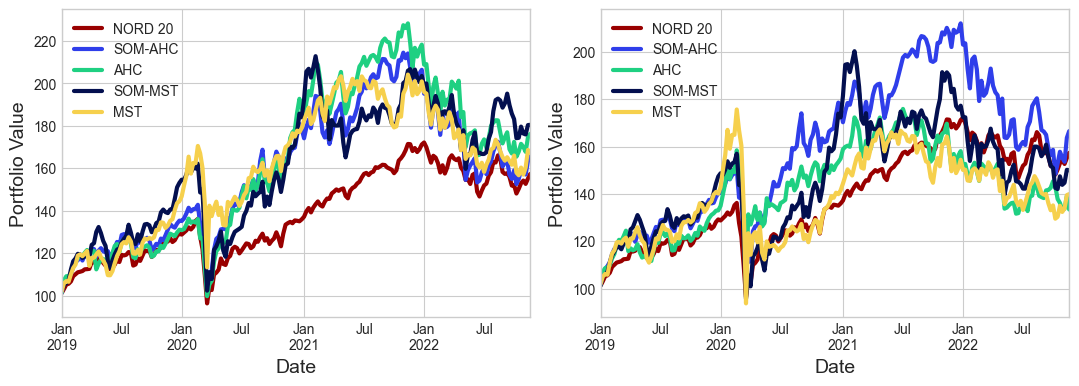 NORD 20
SOM-AHC
AHC
SOM-MST
MST
220
200
180
160
140
120
100
Portfolio Value
Jan
2019
Jul
Jan
2020
Jul
Jan
2021
Jul
Jan
2022
Jul
Date
NORD 20
SOM-AHC
AHC
SOM-MST
MST
200
180
160
140
120
100
Portfolio Value
Jan
2019
Jul
Jan
2020
Jul
Jan
2021
Jul
Jan
2022
Jul
Date